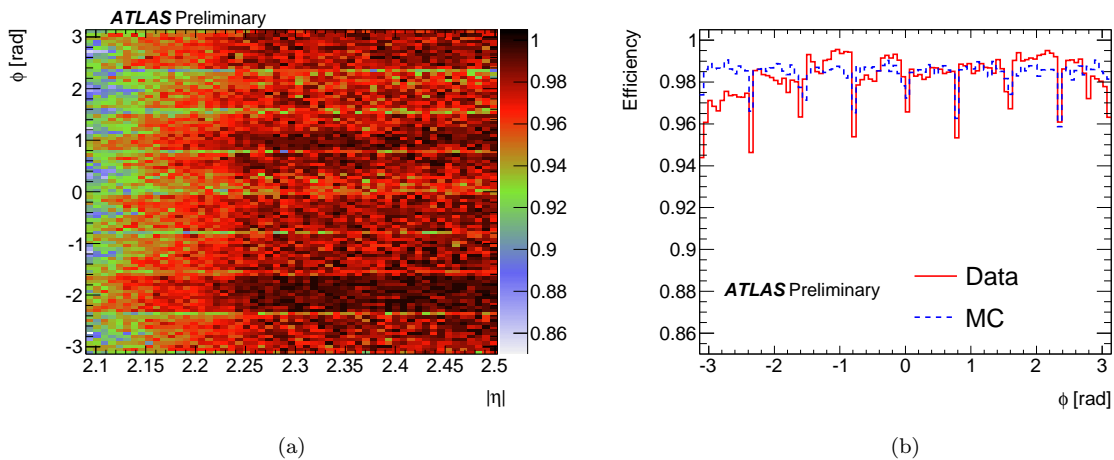 ATLAS Preliminary
φ [rad]
3
2
1
0
-1
-2
-3
2.1 2.15 2.2 2.25 2.3 2.35 2.4 2.45 2.5
|η|
1
0.98
0.96
0.94
0.92
0.9
0.88
0.86
(a)
Efficiency
1
0.98
0.96
0.94
0.92
0.9
0.88
0.86
ATLAS Preliminary
Data
MC
-3 -2 -1 0 1 2 3
φ [rad]
(b)